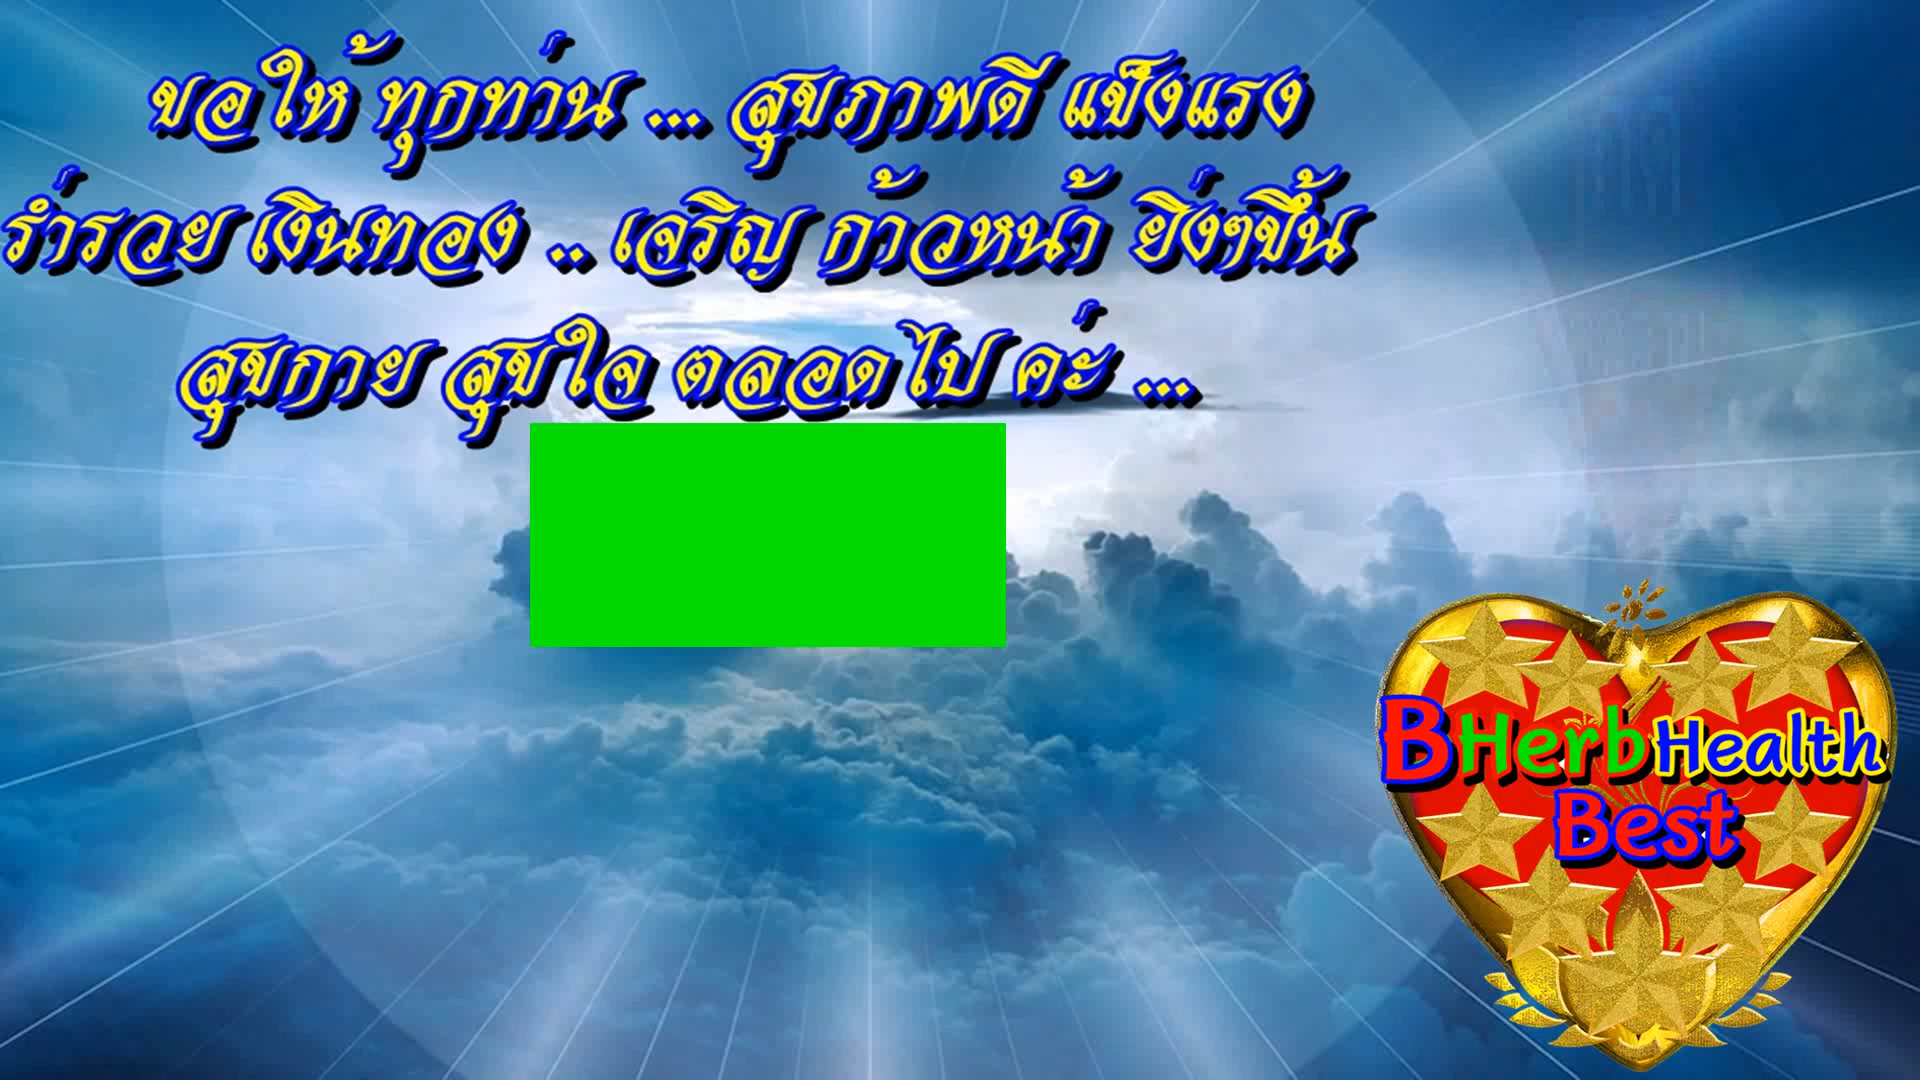 ขอให้ ทุกท่าน ... สุขภาพดี แข็งแรง
ร่ำรวย เงินทอง .. เจริญ ก้าวหน้า ยิ่งๆขึ้น
สุขกาย สุขใจ ตลอดไป ค่ะ ...
BHerbHealth
Best